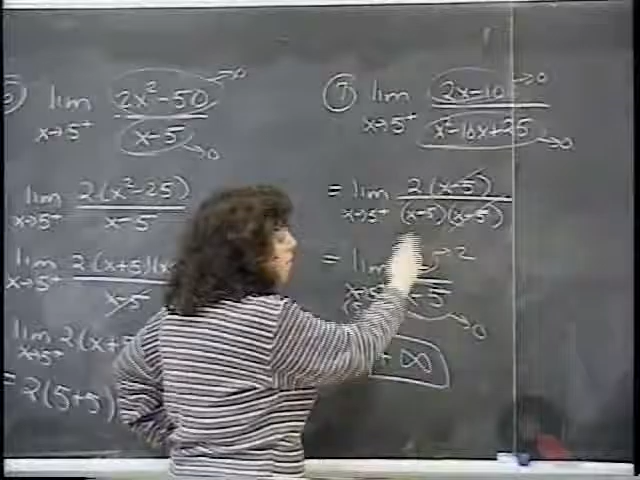 lim 2x²-50 →0
x→5⁺ x-5 →0
lim 2(x²-25)
x→5⁺ x-5
lim 2(x+5)(x
x→5⁺ x-5
lim 2(x+5
x→5⁺
= 2(5+5)
⑦ lim 2x-10 →0
x→5⁺ x²-10x+25 →0
= lim 2(x-5)
x→5⁺ (x-5)(x-5)
= lim →2
x→5⁺ x-5 →0
+∞